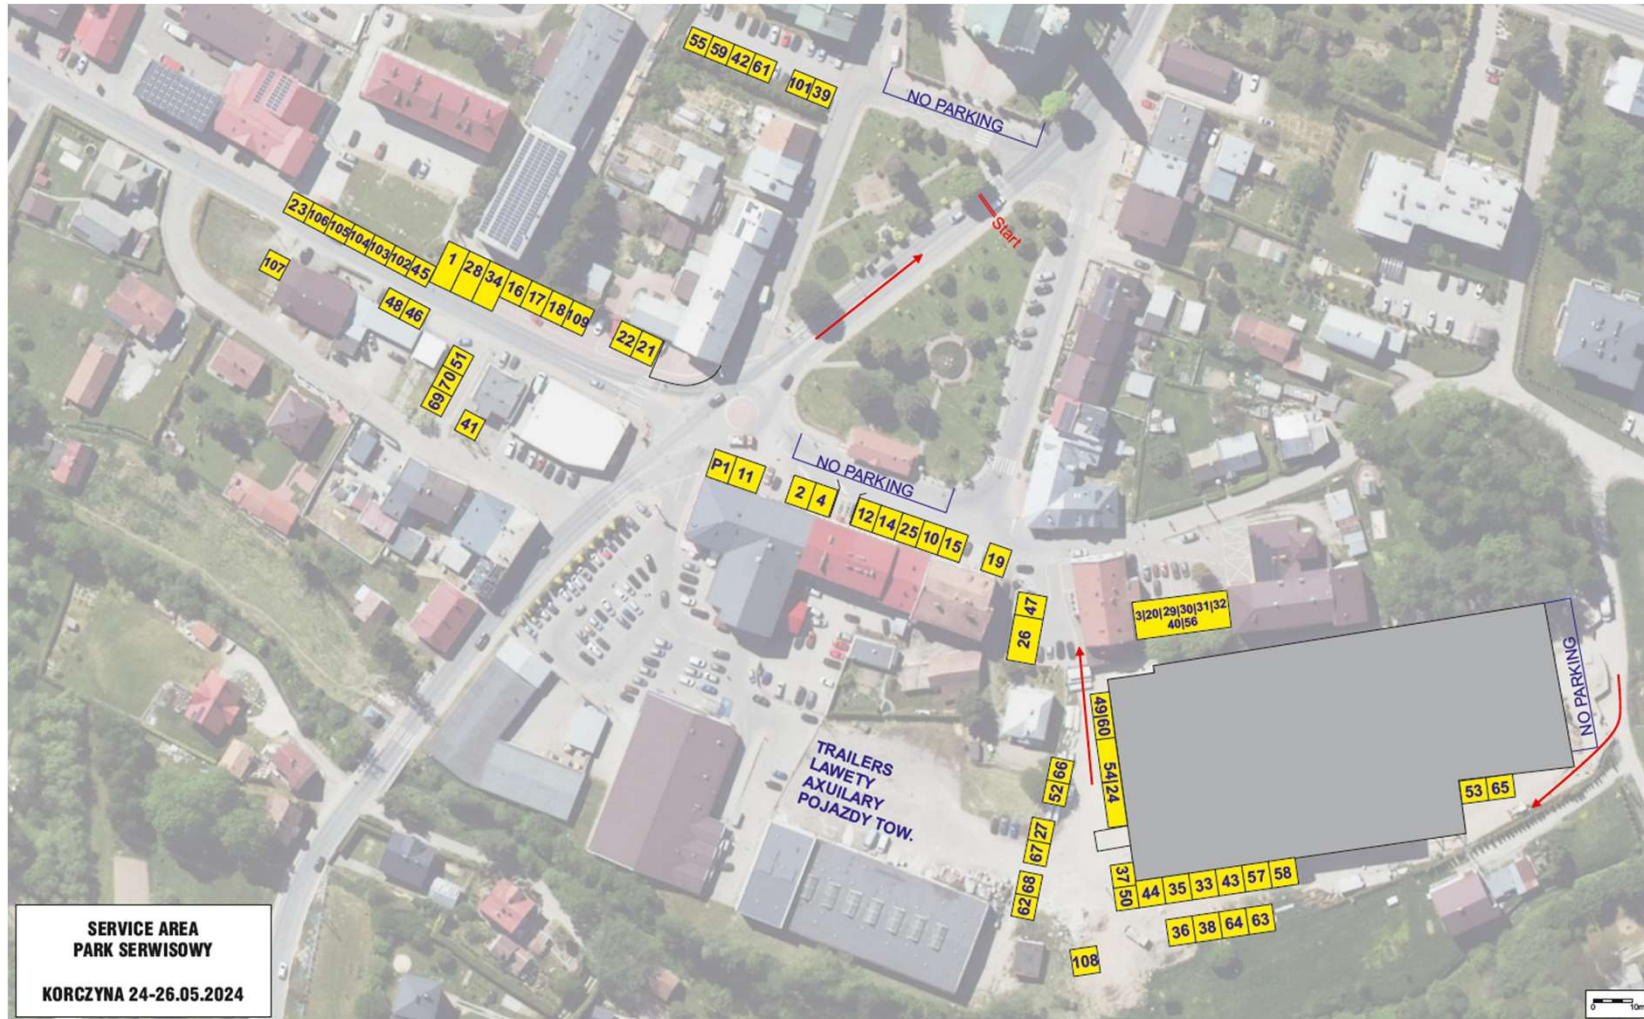 55 59 42 61
101 39
NO PARKING
Start
23 106 105 104 103 102 45
1 28 34 16 17 18 109
107
48 46
22 21
69 70 51
41
P1 11
NO PARKING
2 4
12 14 25 10 15
19
26 47
3|20|29|30|31|32
40|56
NO PARKING
49|60
54|24
TRAILERS
LAWETY
AXUILARY
POJAZDY TOW.
52 66
67 27
62 68
53 65
37 50
44 35 33 43 57 58
36 38 64 63
108
SERVICE AREA
PARK SERWISOWY
KORCZYNA 24-26.05.2024
0 10m